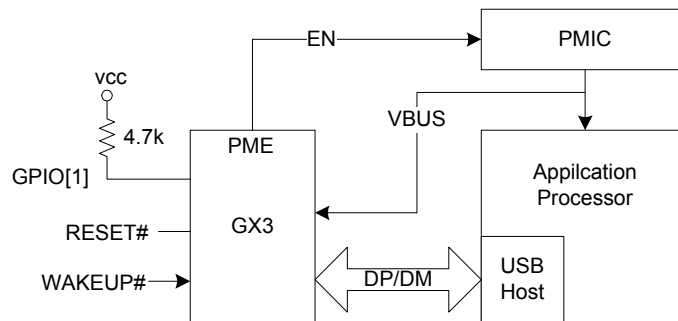 EN
PMIC
vcc
4.7k
VBUS
PME
GPIO[1]
Appilcation
Processor
GX3
RESET#
WAKEUP#
DP/DM
USB
Host